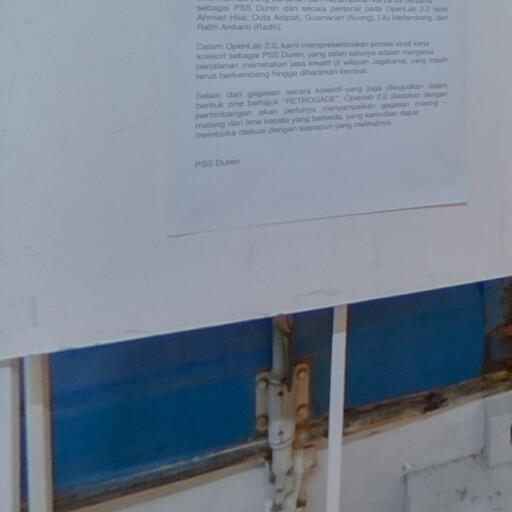 sebagai PSS Duren dan secara personal pada OpenLab 2.0 ialah
Ahmad Hilal, Duta Adipati, Gusmarian (Acong), Lilu Herlambang, dan
Ratih Ardianti (Raditi).
Dalam OpenLab 2.0, kami mempresentasikan proses studi kerja
kolektif sebagai PSS Duren, yang salah satunya adalah mengenai
perjalanan memetakan jasa kreatif di wilayah Jagakarsa, yang masih
terus berkembang hingga dihadirkan kembali.
Selain dari gagasan secara kolektif–yang juga diwujudkan dalam
bentuk zine bertajuk "RETROGADE", Openlab 2.0 diadakan dengan
pertimbangan akan perlunya menyampaikan gagasan masing –
masing dari lima kepala yang berbeda, yang kemudian dapat
membuka diskusi dengan siapapun yang melihatnya.
PSS Duren